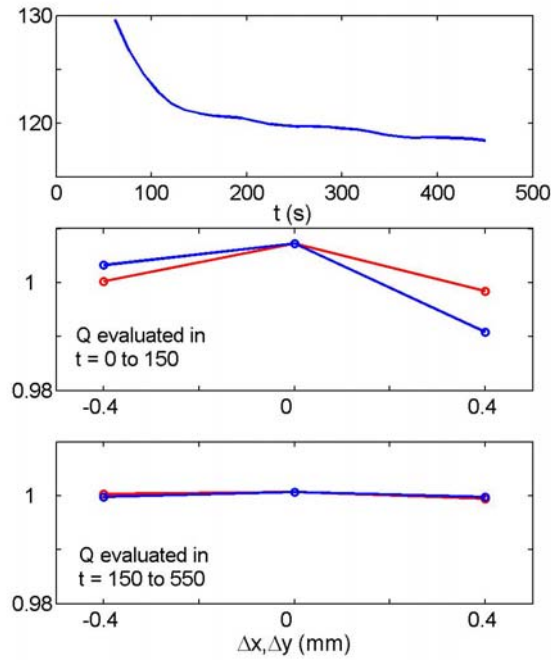 130
120
0 100 200 300 400 500
t (s)
1
0.98
Q evaluated in
t = 0 to 150
-0.4 0 0.4
1
0.98
Q evaluated in
t = 150 to 550
-0.4 0 0.4
Δx,Δy (mm)